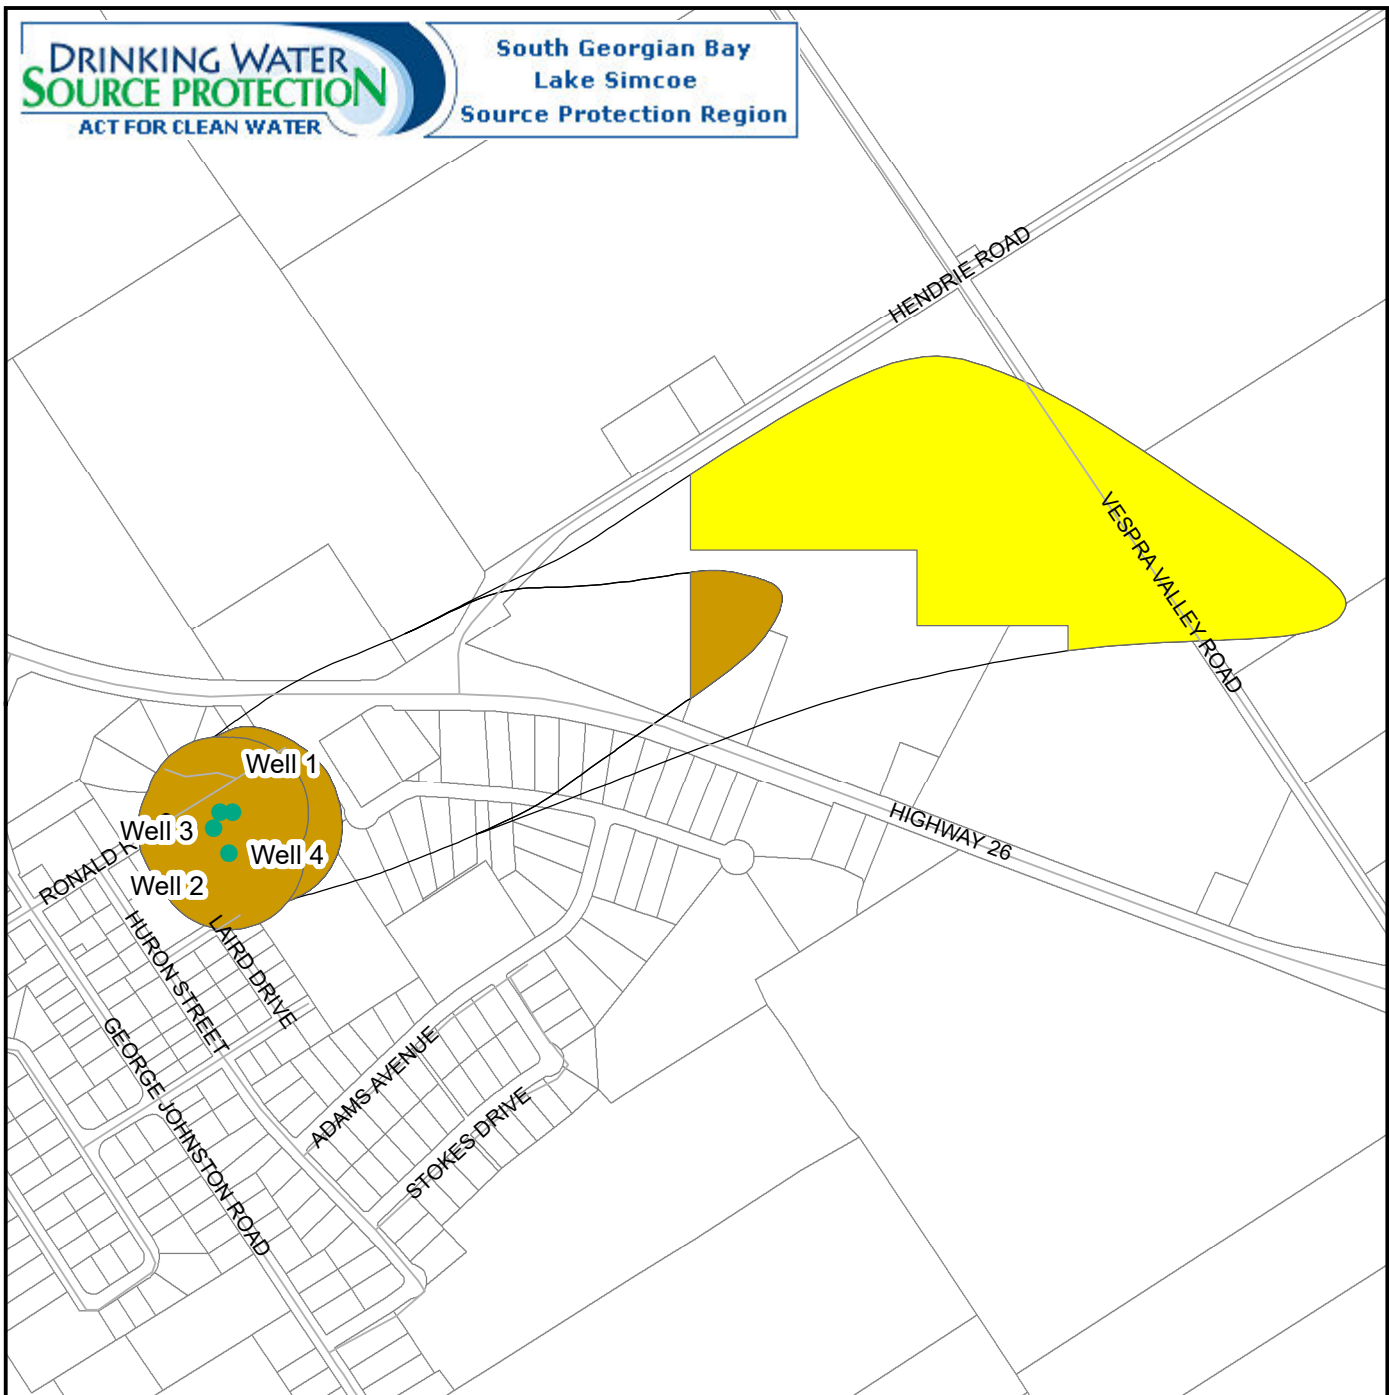 DRINKING WATER
SOURCE PROTECTION
ACT FOR CLEAN WATER
South Georgian Bay
Lake Simcoe
Source Protection Region
HENDRIE ROAD
VESPRA VALLEY ROAD
HIGHWAY 26
Well 1
Well 3
Well 4
Well 2
RONALD
LAIRD DRIVE
HURON STREET
GEORGE JOHNSTON ROAD
ADAMS AVENUE
STOKES DRIVE